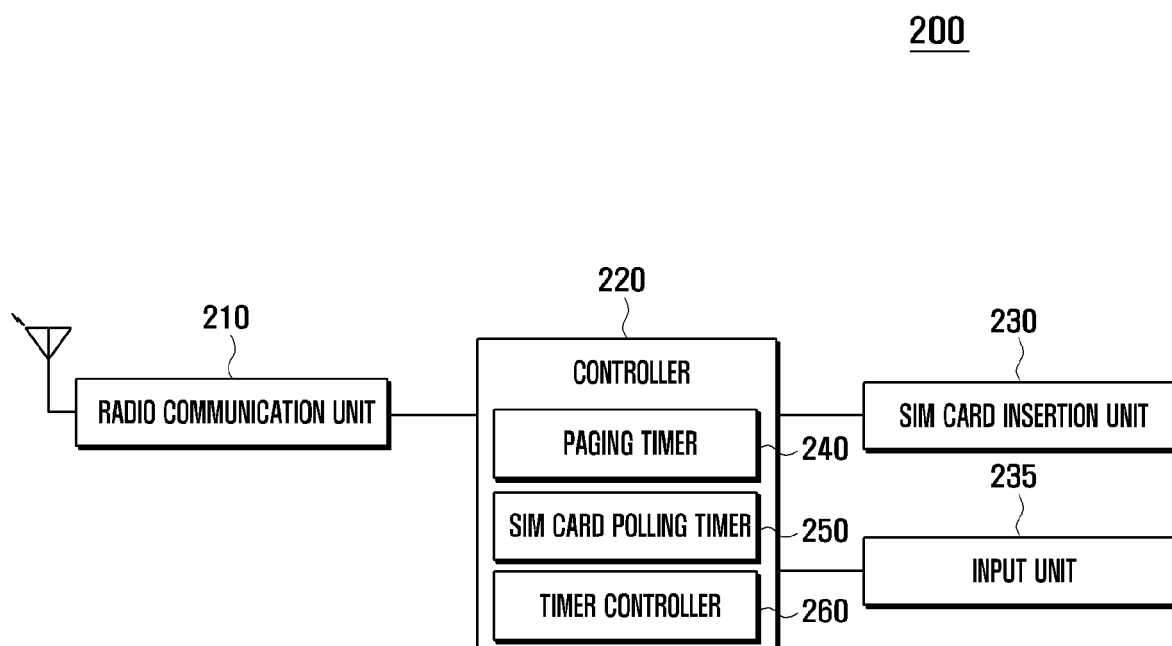 200
210
220
230
RADIO COMMUNICATION UNIT
CONTROLLER
SIM CARD INSERTION UNIT
PAGING TIMER
240
235
SIM CARD POLLING TIMER
250
INPUT UNIT
TIMER CONTROLLER
260